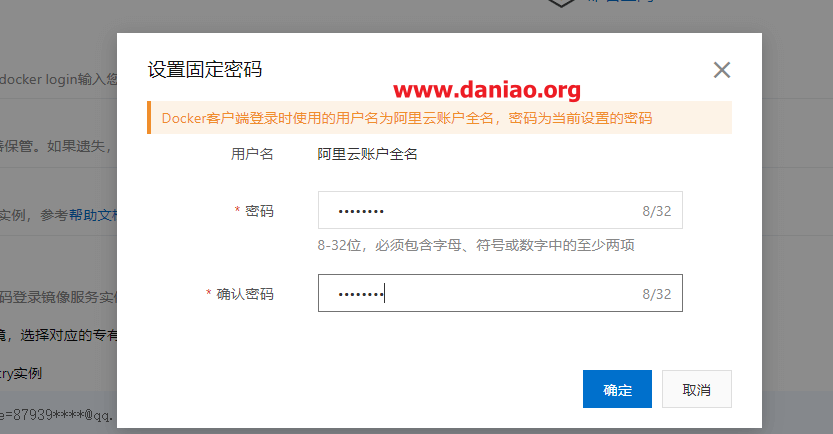 设置固定密码
www.daniao.org
docker login输入您
Docker客户端登录时使用的用户名为阿里云账户全名，密码为当前设置的密码
善保管。如果遗失，
用户名 阿里云账户全名
实例，参考帮助文档
* 密码 •••••••• 8/32
8-32位，必须包含字母、符号或数字中的至少两项
码登录镜像服务实例
* 确认密码 •••••••• 8/32
境，选择对应的专有
try实例
确定 取消
e=87939****@qq.